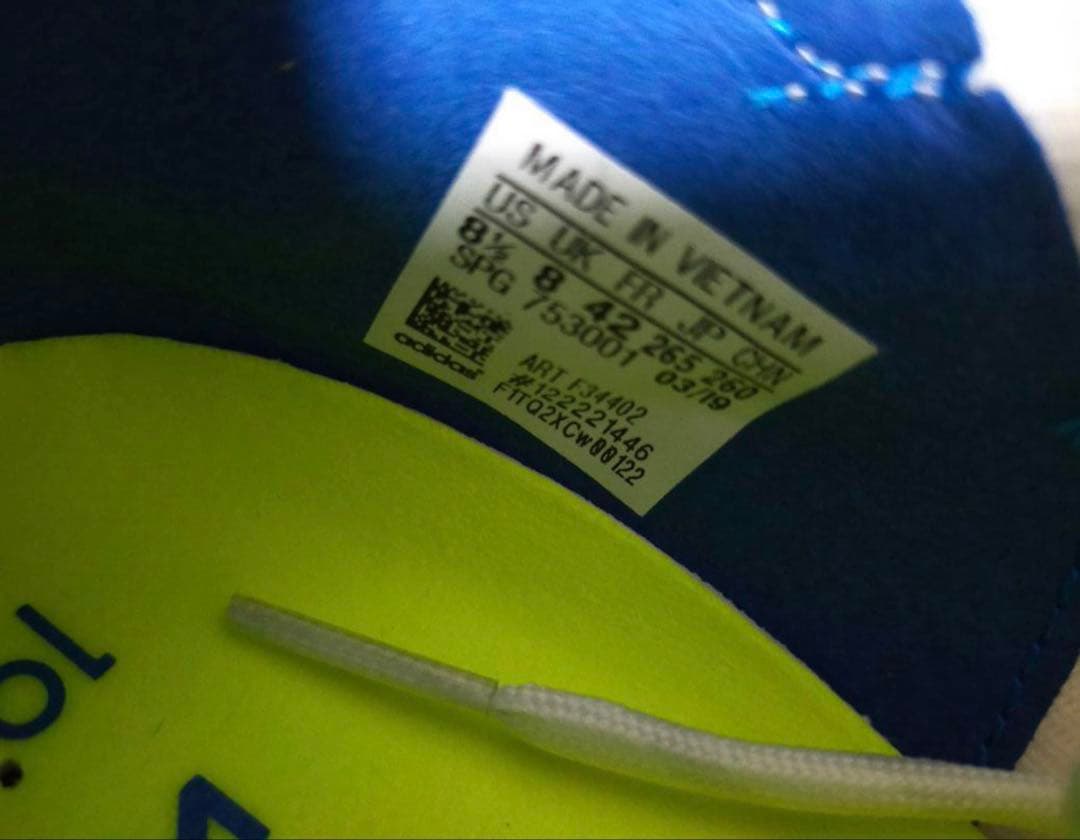 MADE IN VIETNAM
US UK FR JP CHN
8½ 8 42 265 260
SPG 753001 03/19
ART F34402
#122221446
F1TQ2XCW00122
adidas